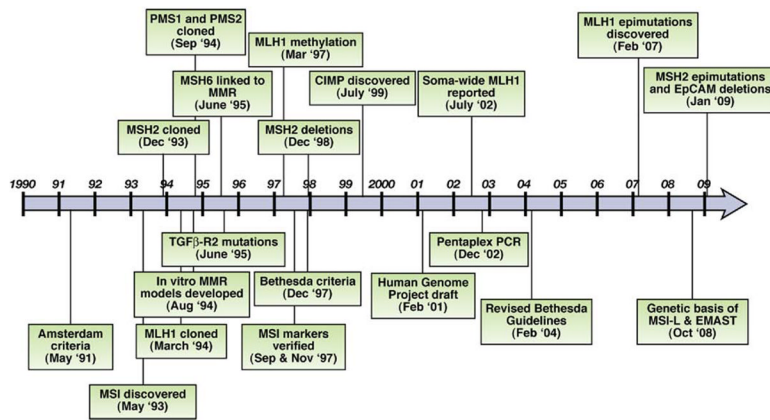 PMS1 and PMS2
cloned
(Sep ‘94)
MLH1 methylation
(Mar ‘97)
MLH1 epimutations
discovered
(Feb ‘07)
MSH6 linked to
MMR
(June ‘95)
CIMP discovered
(July ‘99)
Soma-wide MLH1
reported
(July ‘02)
MSH2 epimutations
and EpCAM deletions
(Jan ‘09)
MSH2 cloned
(Dec ‘93)
MSH2 deletions
(Dec ‘98)
1990 91 92 93 94 95 96 97 98 99 2000 01 02 03 04 05 06 07 08 09
TGFβ-R2 mutations
(June ‘95)
Pentaplex PCR
(Dec ‘02)
In vitro MMR
models developed
(Aug ‘94)
Bethesda criteria
(Dec ‘97)
Human Genome
Project draft
(Feb ‘01)
Revised Bethesda
Guidelines
(Feb ‘04)
Genetic basis of
MSI-L & EMAST
(Oct ‘08)
Amsterdam
criteria
(May ‘91)
MLH1 cloned
(March ‘94)
MSI markers
verified
(Sep & Nov ‘97)
MSI discovered
(May ‘93)